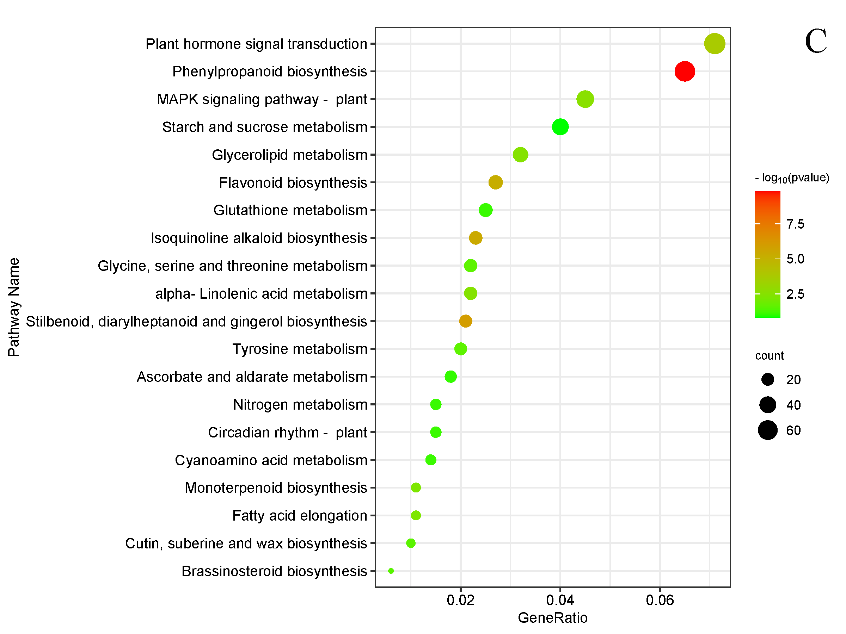 C
Plant hormone signal transduction
Phenylpropanoid biosynthesis
MAPK signaling pathway - plant
Starch and sucrose metabolism
Glycerolipid metabolism
Flavonoid biosynthesis
Glutathione metabolism
Isoquinoline alkaloid biosynthesis
Glycine, serine and threonine metabolism
alpha- Linolenic acid metabolism
Stilbenoid, diarylheptanoid and gingerol biosynthesis
Tyrosine metabolism
Ascorbate and aldarate metabolism
Nitrogen metabolism
Circadian rhythm - plant
Cyanoamino acid metabolism
Monoterpenoid biosynthesis
Fatty acid elongation
Cutin, suberine and wax biosynthesis
Brassinosteroid biosynthesis
Pathway Name
0.02 0.04 0.06
GeneRatio
- log10(pvalue)
7.5
5.0
2.5
count
20
40
60